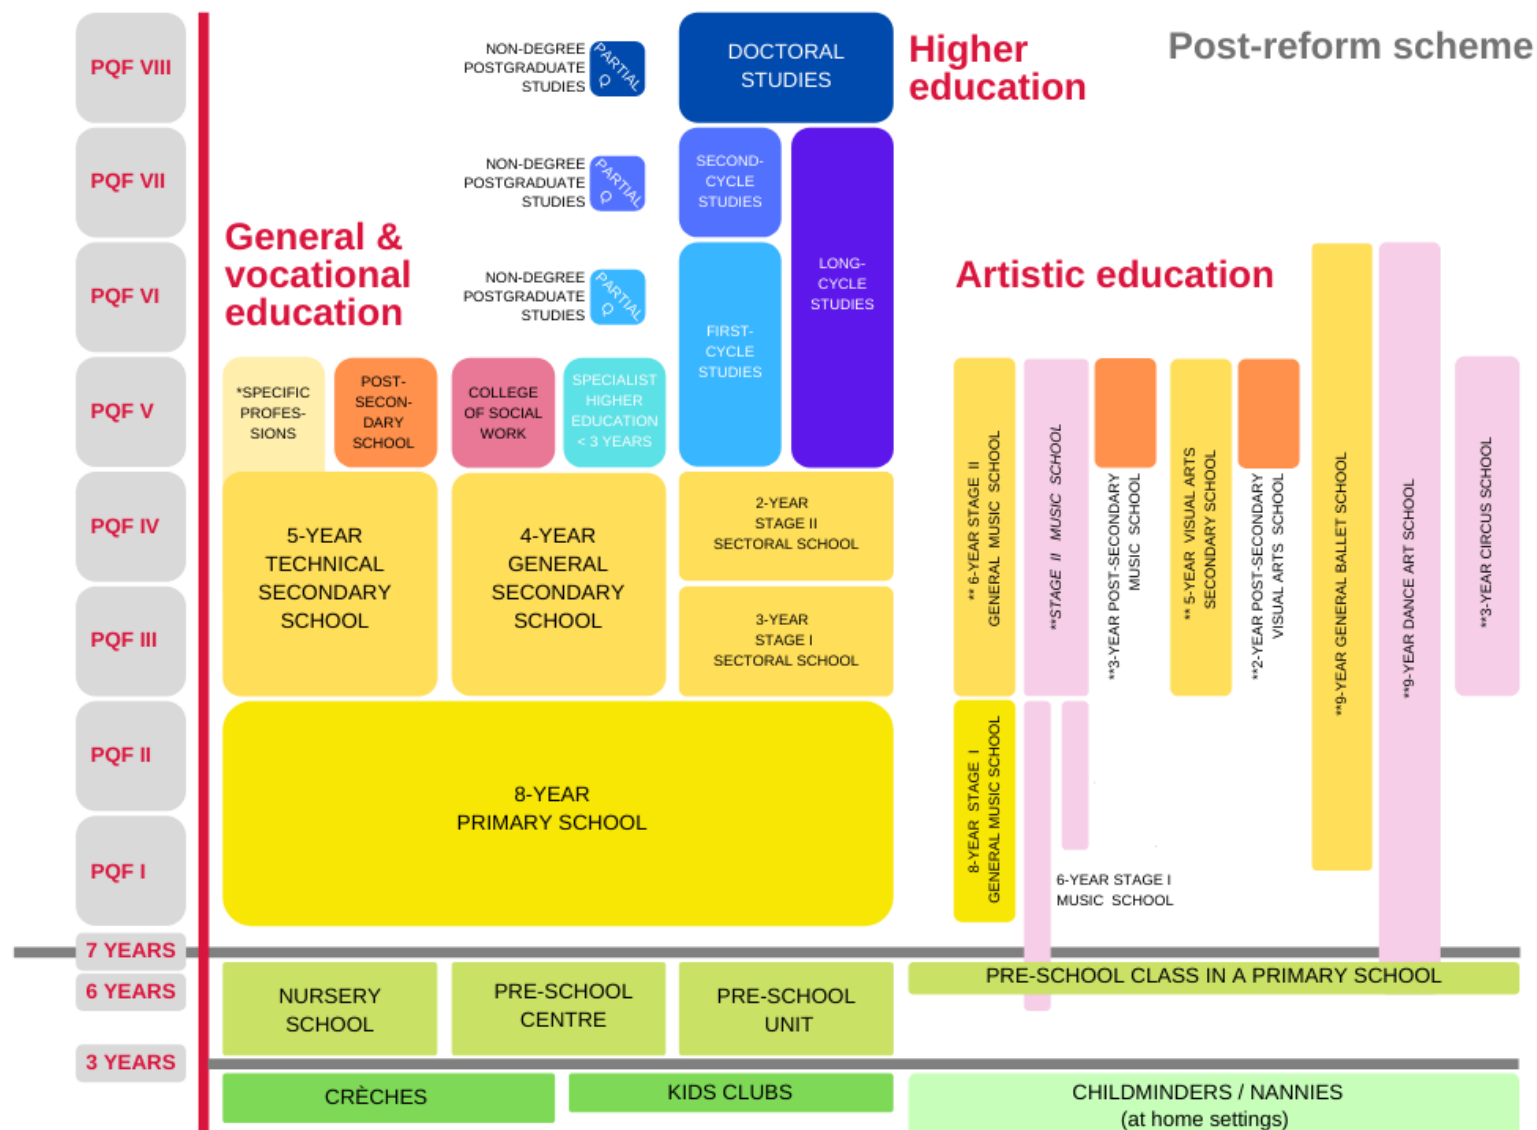 Post-reform scheme
Higher
education
General &
vocational
education
Artistic education
PQF VIII
PQF VII
PQF VI
PQF V
PQF IV
PQF III
PQF II
PQF I
7 YEARS
6 YEARS
3 YEARS
NON-DEGREE
POSTGRADUATE
STUDIES
PARTIAL
Q
DOCTORAL
STUDIES
NON-DEGREE
POSTGRADUATE
STUDIES
PARTIAL
Q
SECOND-
CYCLE
STUDIES
LONG-
CYCLE
STUDIES
NON-DEGREE
POSTGRADUATE
STUDIES
PARTIAL
Q
FIRST-
CYCLE
STUDIES
*SPECIFIC
PROFES-
SIONS
POST-
SECON-
DARY
SCHOOL
COLLEGE
OF SOCIAL
WORK
SPECIALIST
HIGHER
EDUCATION
< 3 YEARS
5-YEAR
TECHNICAL
SECONDARY
SCHOOL
4-YEAR
GENERAL
SECONDARY
SCHOOL
2-YEAR
STAGE II
SECTORAL SCHOOL
3-YEAR
STAGE I
SECTORAL SCHOOL
8-YEAR
PRIMARY SCHOOL
** 6-YEAR STAGE II
GENERAL MUSIC SCHOOL
**STAGE II MUSIC SCHOOL
**3-YEAR POST-SECONDARY
MUSIC SCHOOL
** 5-YEAR VISUAL ARTS
SECONDARY SCHOOL
**2-YEAR POST-SECONDARY
VISUAL ARTS SCHOOL
**9-YEAR GENERAL BALLET SCHOOL
**9-YEAR DANCE ART SCHOOL
**3-YEAR CIRCUS SCHOOL
8-YEAR STAGE I
GENERAL MUSIC SCHOOL
6-YEAR STAGE I
MUSIC SCHOOL
NURSERY
SCHOOL
PRE-SCHOOL
CENTRE
PRE-SCHOOL
UNIT
PRE-SCHOOL CLASS IN A PRIMARY SCHOOL
CRÈCHES
KIDS CLUBS
CHILDMINDERS / NANNIES
(at home settings)